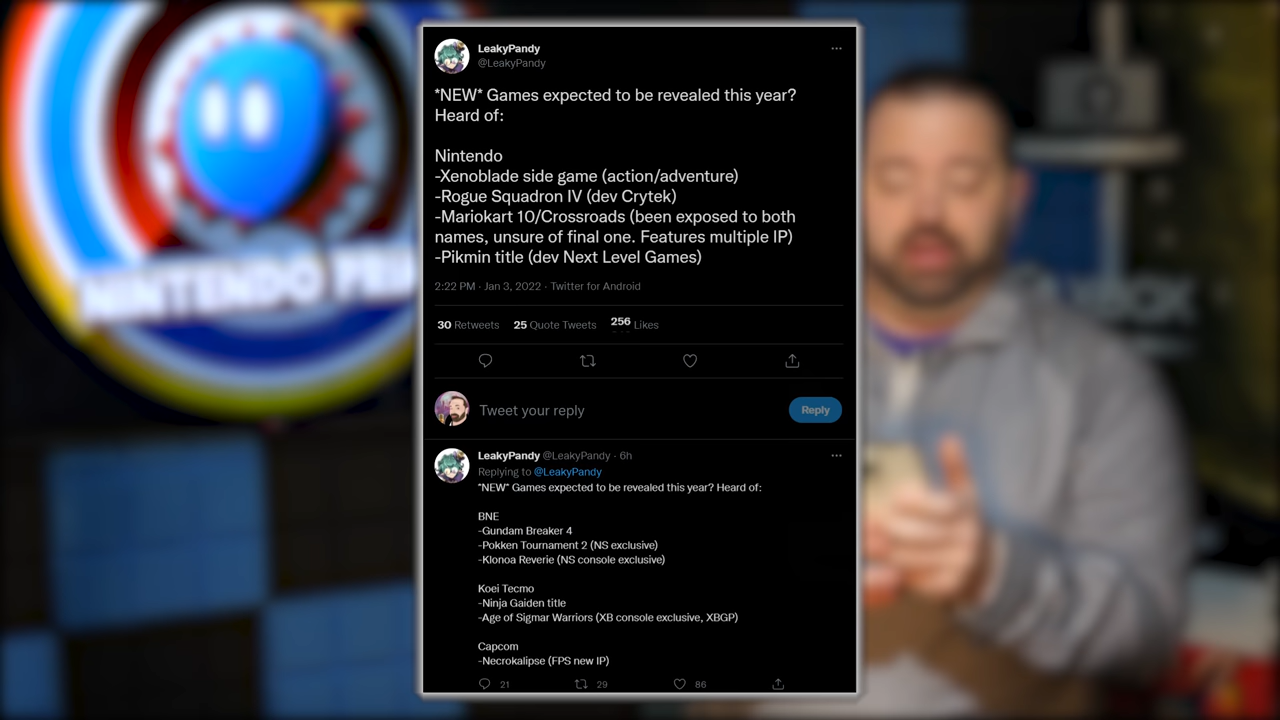 LeakyPandy
@LeakyPandy
*NEW* Games expected to be revealed this year?
Heard of:
Nintendo
-Xenoblade side game (action/adventure)
-Rogue Squadron IV (dev Crytek)
-Mariokart 10/Crossroads (been exposed to both
names, unsure of final one. Features multiple IP)
-Pikmin title (dev Next Level Games)
2:22 PM · Jan 3, 2022 · Twitter for Android
30 Retweets 25 Quote Tweets 256 Likes
Tweet your reply
Reply
LeakyPandy @LeakyPandy · 6h
Replying to @LeakyPandy
*NEW* Games expected to be revealed this year? Heard of:
BNE
-Gundam Breaker 4
-Pokken Tournament 2 (NS exclusive)
-Klonoa Reverie (NS console exclusive)
Koei Tecmo
-Ninja Gaiden title
-Age of Sigmar Warriors (XB console exclusive, XBGP)
Capcom
-Necrokalipse (FPS new IP)
21 29 86
NINTENDO